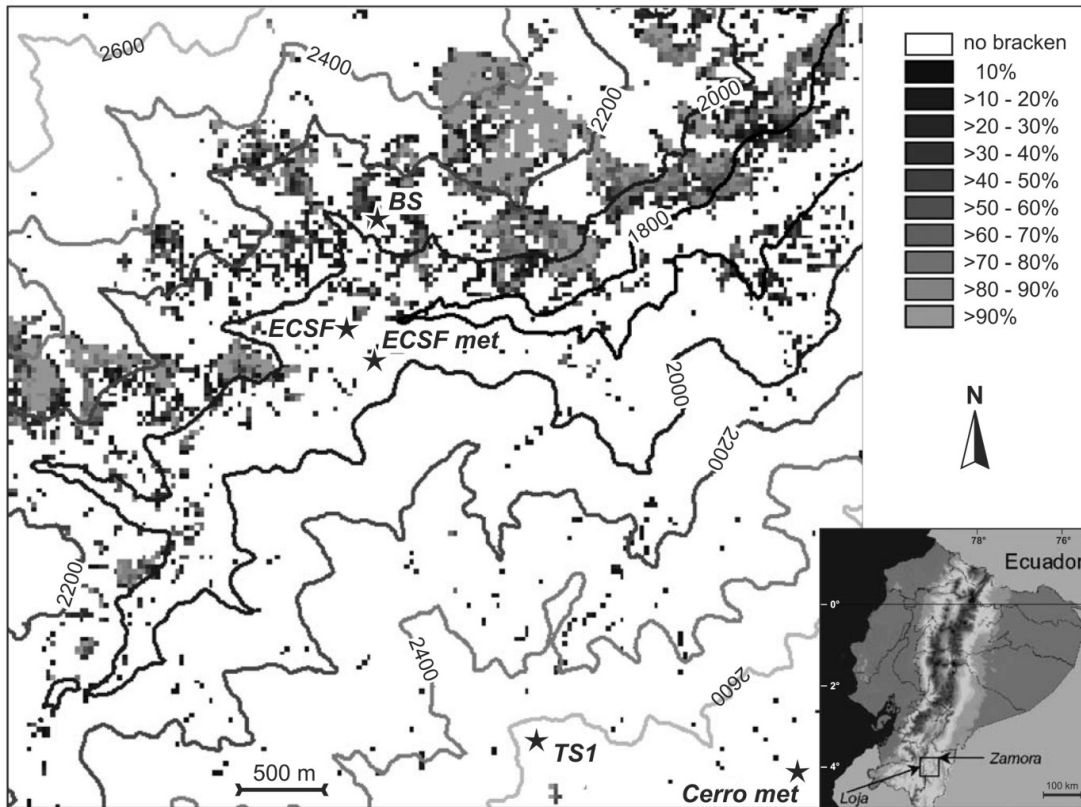 2600
2400
2200
2000
1800
BS
ECSF
ECSF met
2000
2200
2200
2400
2600
TS1
Cerro met
500 m
no bracken
10%
>10 - 20%
>20 - 30%
>30 - 40%
>40 - 50%
>50 - 60%
>60 - 70%
>70 - 80%
>80 - 90%
>90%
N
78° 76°
Ecuador
0°
2°
4°
Zamora
Loja
100 km